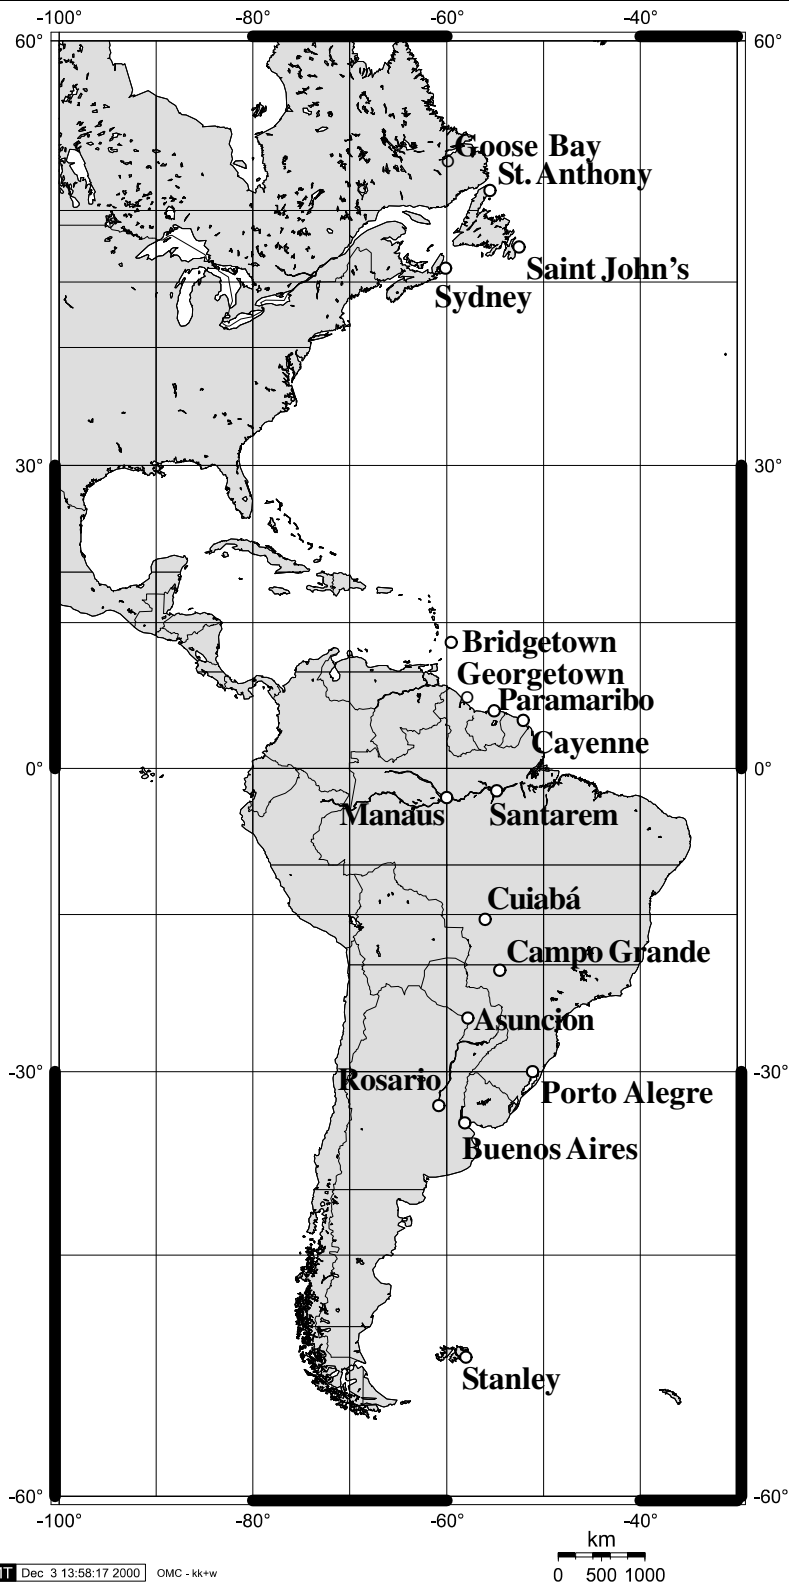 -100° -80° -60° -40°
60° 60°
Goose Bay
St. Anthony
Saint John's
Sydney
30° 30°
Bridgetown
Georgetown
Paramaribo
Cayenne
0° 0°
Manaus Santarem
Cuiabá
Campo Grande
Asuncion
-30° -30°
Rosario
Porto Alegre
Buenos Aires
Stanley
-60° -60°
-100° -80° -60° -40°
km
0 500 1000
Dec 3 13:58:17 2000 OMC - kk+w